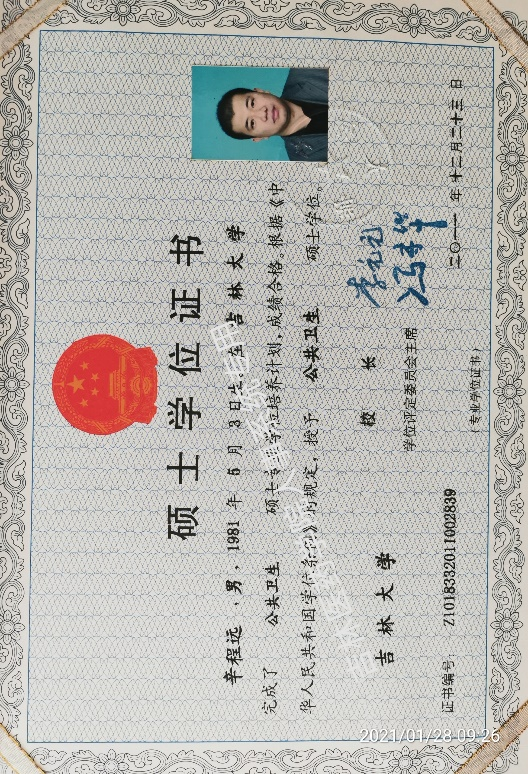 硕士学位证书
辛程远，男，1981年 5月 3日生。在吉林大学
完成了 公共卫生 硕士专业学位培养计划，成绩合格。根据《中
华人民共和国学位条例》的规定，授予 公共卫生 硕士学位。
吉林大学
校长
学位评定委员会主席
证书编号： Z1018332011002839
二〇一一年十二月二十三日
（专业学位证书）
2021/01/28 09:26